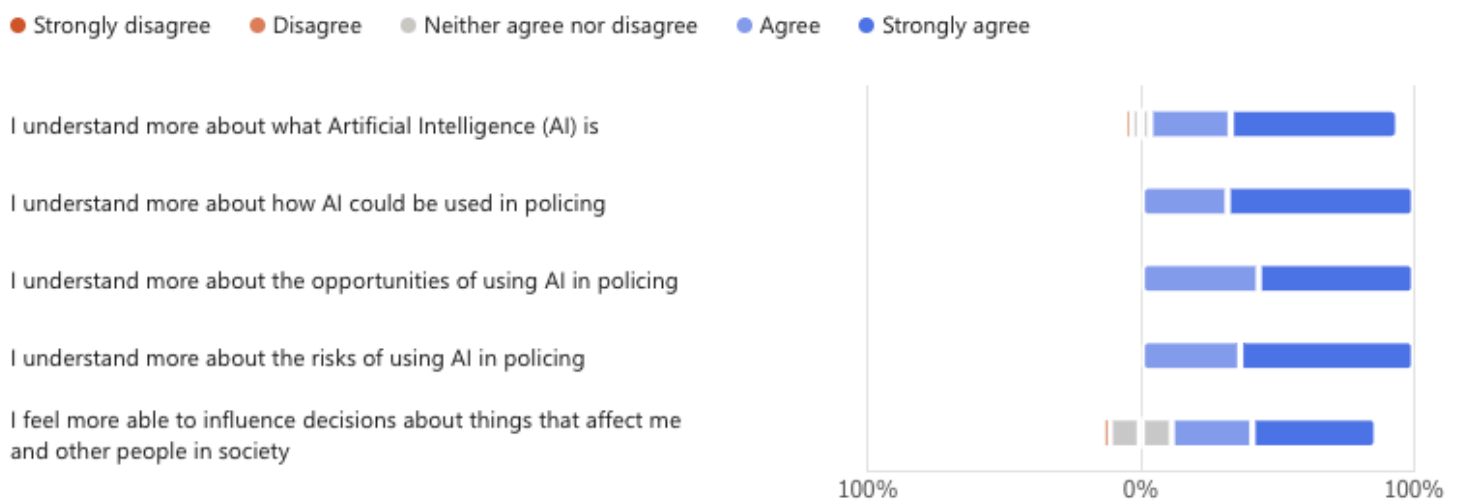 Strongly disagree Disagree Neither agree nor disagree Agree Strongly agree
I understand more about what Artificial Intelligence (AI) is
I understand more about how AI could be used in policing
I understand more about the opportunities of using AI in policing
I understand more about the risks of using AI in policing
I feel more able to influence decisions about things that affect me
and other people in society
100% 0% 100%